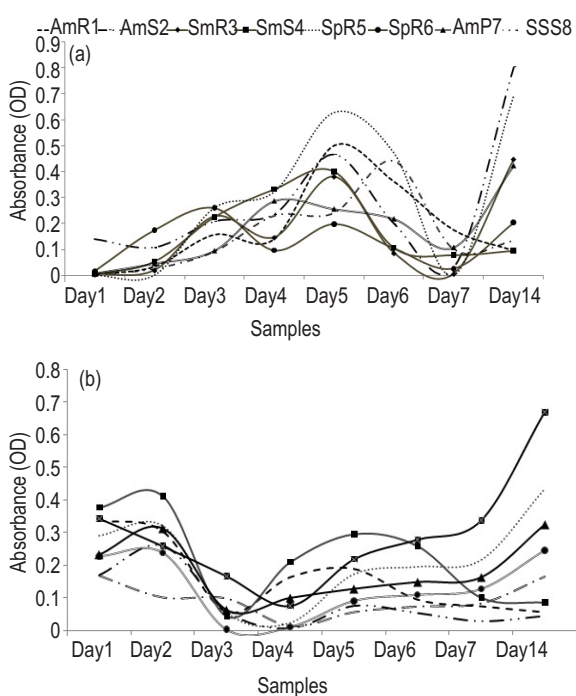 AmR1 AmS2 SmR3 SmS4 SpR5 SpR6 AmP7 SSS8
(a)
0.9
0.8
0.7
0.6
0.5
0.4
0.3
0.2
0.1
0
Absorbance (OD)
Day1 Day2 Day3 Day4 Day5 Day6 Day7 Day14
Samples
(b)
0.8
0.7
0.6
0.5
0.4
0.3
0.2
0.1
0
Absorbance (OD)
Day1 Day2 Day3 Day4 Day5 Day6 Day7 Day14
Samples